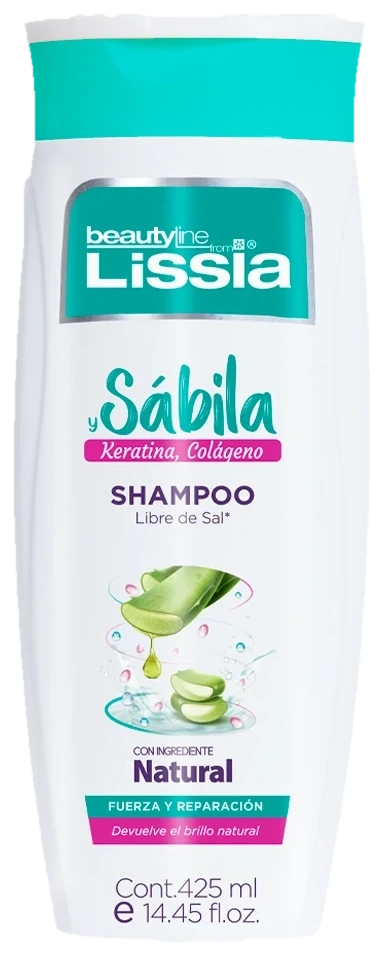 beautyline
from ®
Lissia
Sábila
y Keratina, Colágeno
SHAMPOO
Libre de Sal*
CON INGREDIENTE
Natural
FUERZA Y REPARACIÓN
Devuelve el brillo natural
Cont.425 ml
e 14.45 fl.oz.